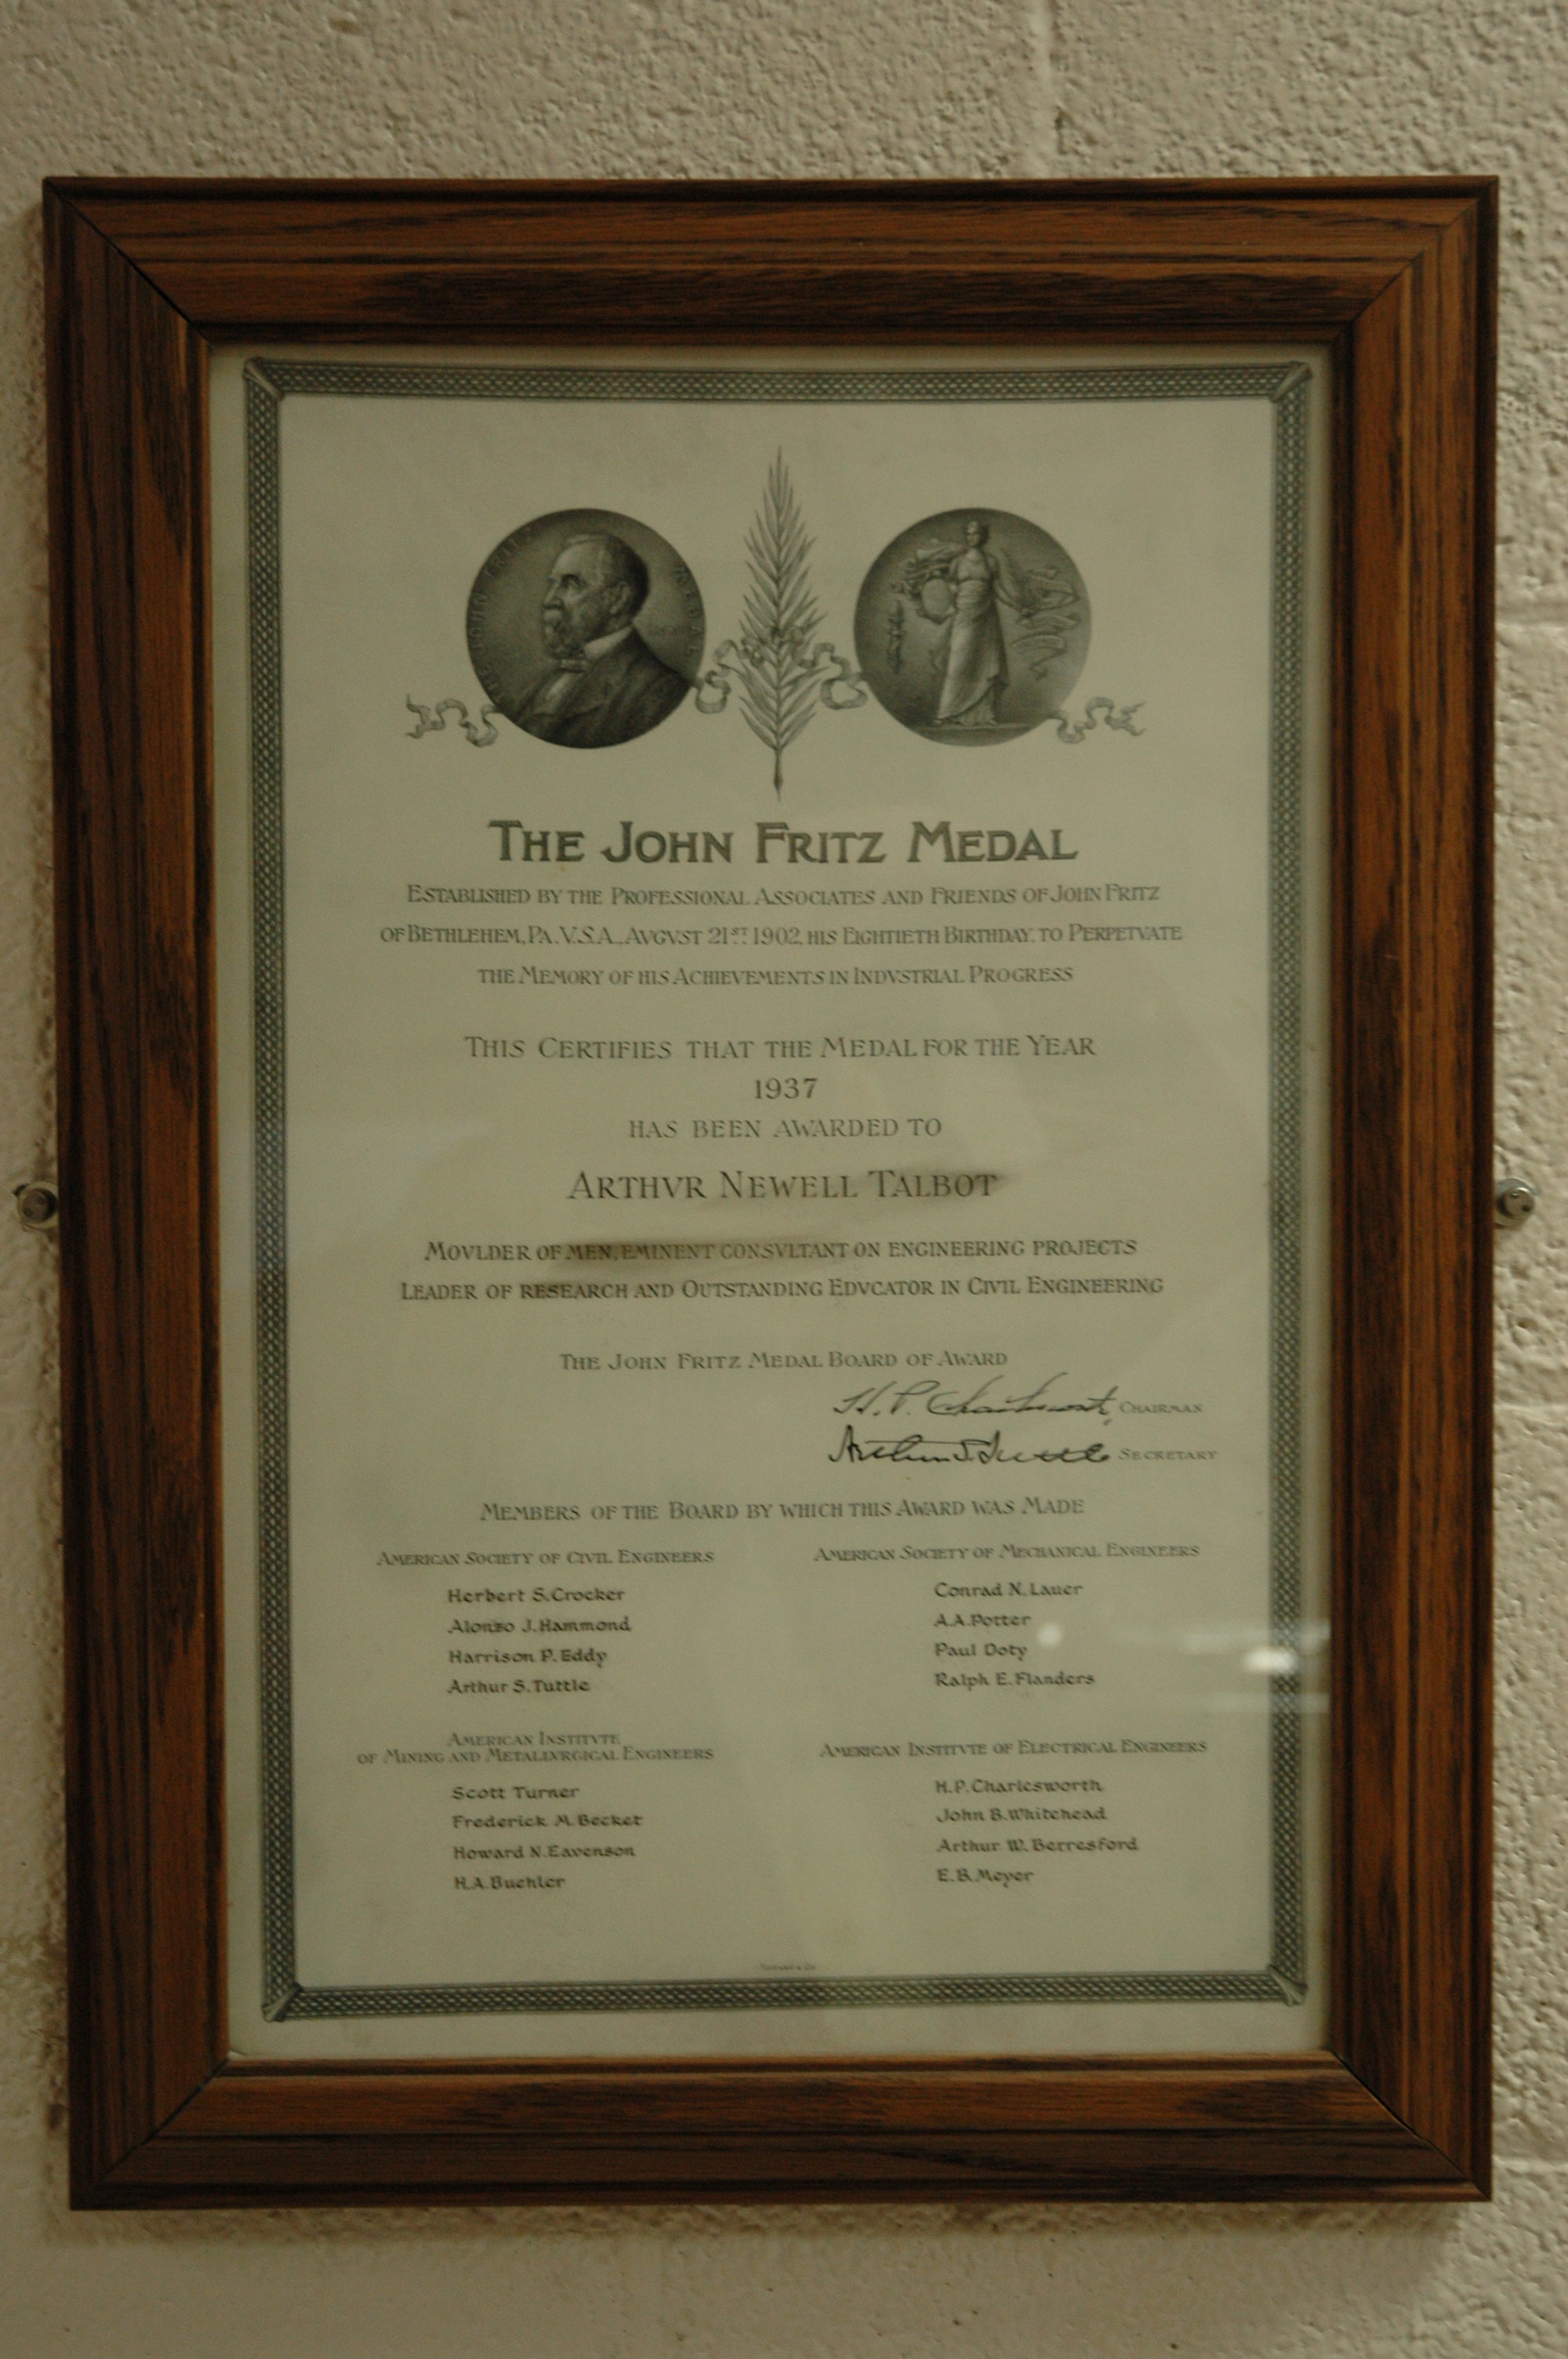 THE JOHN FRITZ MEDAL
THE JOHN FRITZ MEDAL
ESTABLISHED BY THE PROFESSIONAL ASSOCIATES AND FRIENDS OF JOHN FRITZ
OF BETHLEHEM, PA. V.S.A., AVGVST 21ST 1902, HIS EIGHTIETH BIRTHDAY. TO PERPETVATE
THE MEMORY OF HIS ACHIEVEMENTS IN INDVSTRIAL PROGRESS
THIS CERTIFIES THAT THE MEDAL FOR THE YEAR
1937
HAS BEEN AWARDED TO
ARTHVR NEWELL TALBOT
MOVLDER OF MEN, EMINENT CONSVLTANT ON ENGINEERING PROJECTS
LEADER OF RESEARCH AND OUTSTANDING EDVCATOR IN CIVIL ENGINEERING
THE JOHN FRITZ MEDAL BOARD OF AWARD
H. P. Charlesworth CHAIRMAN
Arthur S. Tuttle SECRETARY
MEMBERS OF THE BOARD BY WHICH THIS AWARD WAS MADE
AMERICAN SOCIETY OF CIVIL ENGINEERS
Herbert S. Crocker
Alonzo J. Hammond
Harrison P. Eddy
Arthur S. Tuttle
AMERICAN SOCIETY OF MECHANICAL ENGINEERS
Conrad N. Lauer
A.A. Potter
Paul Doty
Ralph E. Flanders
AMERICAN INSTITVTE
OF MINING AND METALLVRGICAL ENGINEERS
Scott Turner
Frederick M. Becket
Howard N. Eavenson
H.A. Buehler
AMERICAN INSTITVTE OF ELECTRICAL ENGINEERS
H.P. Charlesworth
John B. Whitehead
Arthur W. Berresford
E. B. Meyer